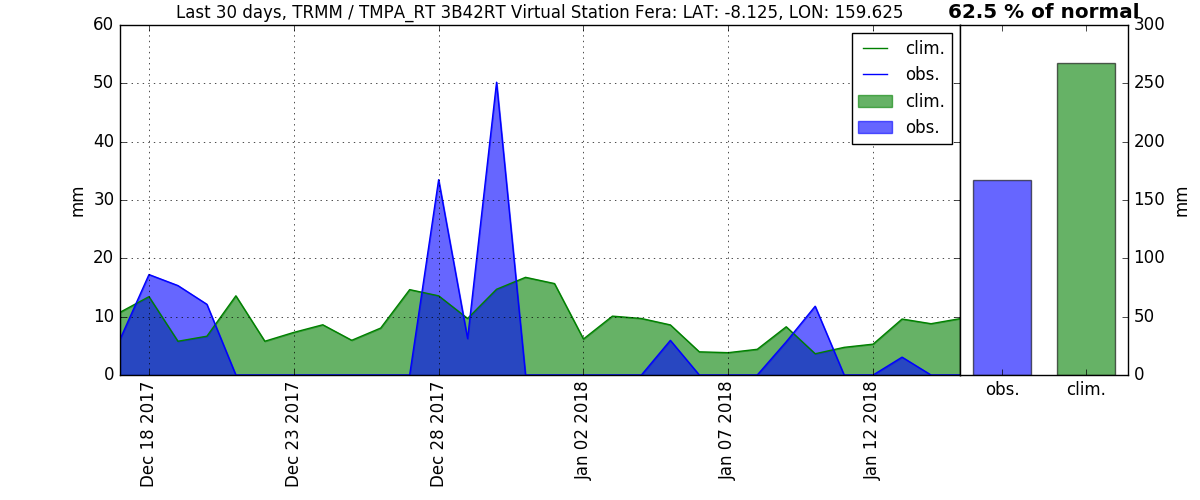 Last 30 days, TRMM / TMPA_RT 3B42RT Virtual Station Fera: LAT: -8.125, LON: 159.625
62.5 % of normal
60
50
40
30
20
10
0
mm
clim.
obs.
clim.
obs.
300
250
200
150
100
50
0
mm
Dec 18 2017
Dec 23 2017
Dec 28 2017
Jan 02 2018
Jan 07 2018
Jan 12 2018
obs.
clim.